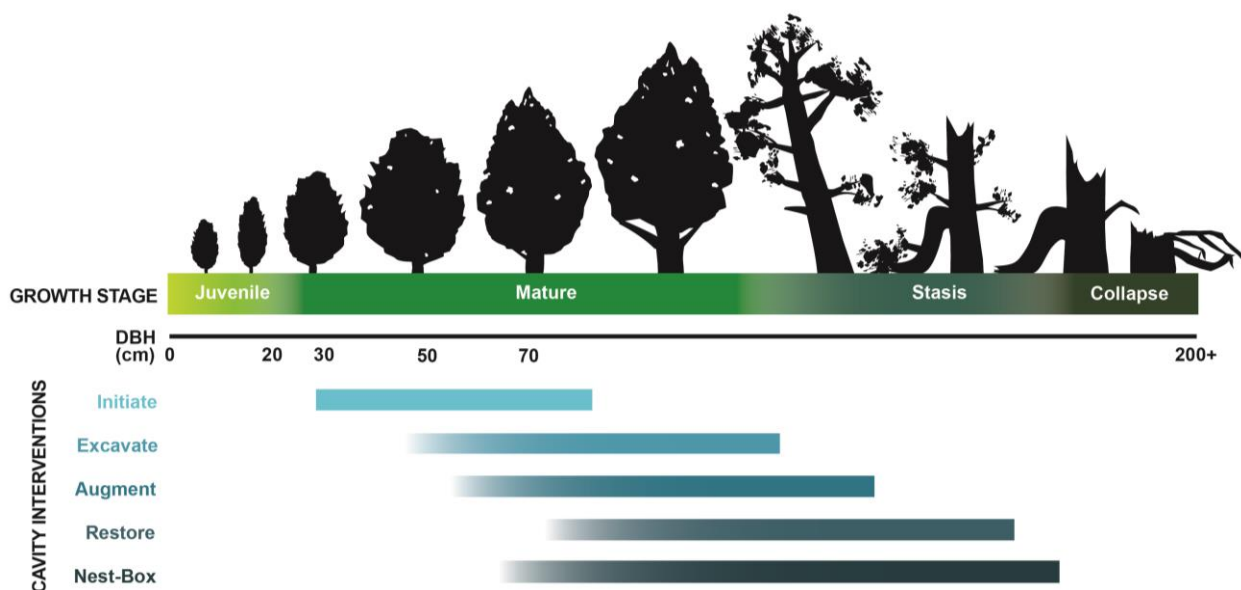 GROWTH STAGE Juvenile Mature Stasis Collapse
DBH
(cm) 0 20 30 50 70 200+
CAVITY INTERVENTIONS
Initiate
Excavate
Augment
Restore
Nest-Box